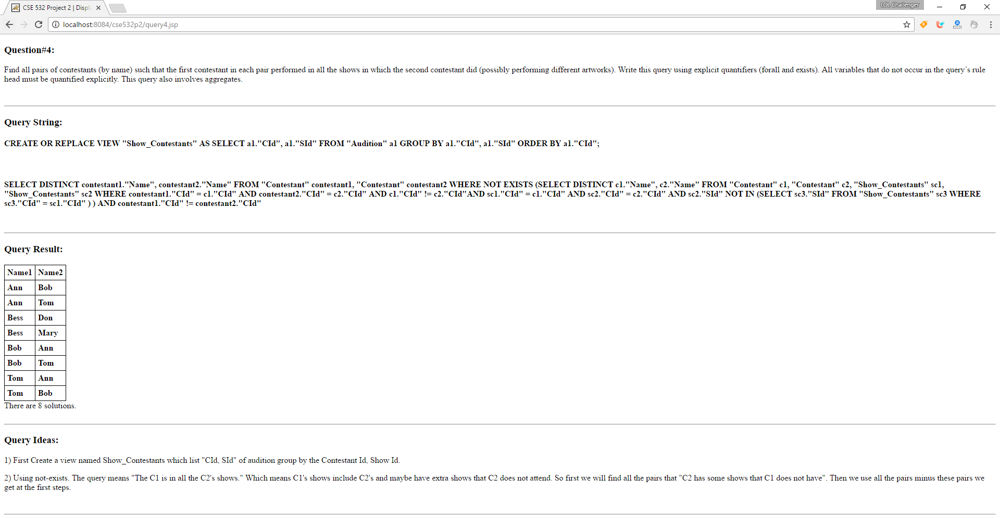 CSE 532 Project 2 | Displ
LOL Challenger
localhost:8084/cse532p2/query4.jsp
Question#4:
Find all pairs of contestants (by name) such that the first contestant in each pair performed in all the shows in which the second contestant did (possibly performing different artworks). Write this query using explicit quantifiers (forall and exists). All variables that do not occur in the query's rule
head must be quantified explicitly. This query also involves aggregates.
Query String:
CREATE OR REPLACE VIEW "Show_Contestants" AS SELECT a1."CId", a1."SId" FROM "Audition" a1 GROUP BY a1."CId", a1."SId" ORDER BY a1."CId";
SELECT DISTINCT contestant1."Name", contestant2."Name" FROM "Contestant" contestant1, "Contestant" contestant2 WHERE NOT EXISTS (SELECT DISTINCT c1."Name", c2."Name" FROM "Contestant" c1, "Contestant" c2, "Show_Contestants" sc1,
"Show_Contestants" sc2 WHERE contestant1."CId" = c1."CId" AND contestant2."CId" = c2."CId" AND c1."CId" != c2."CId"AND sc1."CId" = c1."CId" AND sc2."CId" = c2."CId" AND sc2."SId" NOT IN (SELECT sc3."SId" FROM "Show_Contestants" sc3 WHERE
sc3."CId" = sc1."CId" ) ) AND contestant1."CId" != contestant2."CId"
Query Result:
Name1 Name2
Ann Bob
Ann Tom
Bess Don
Bess Mary
Bob Ann
Bob Tom
Tom Ann
Tom Bob
There are 8 solutions.
Query Ideas:
1) First Create a view named Show_Contestants which list "CId, SId" of audition group by the Contestant Id, Show Id.
2) Using not-exists. The query means "The C1 is in all the C2's shows." Which means C1's shows include C2's and maybe have extra shows that C2 does not attend. So first we will find all the pairs that "C2 has some shows that C1 does not have". Then we use all the pairs minus these pairs we
get at the first steps.